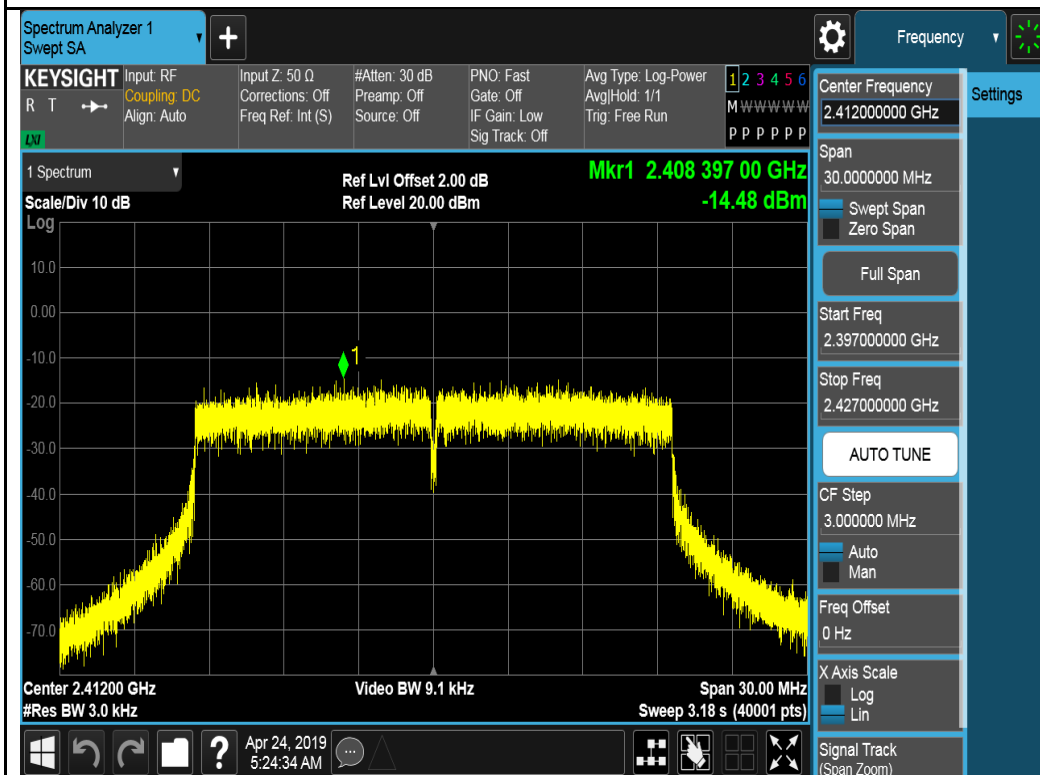 Spectrum Analyzer 1
Swept SA
+
Frequency
KEYSIGHT
R T
LXI
Input: RF
Coupling: DC
Align: Auto
Input Z: 50 Ω
Corrections: Off
Freq Ref: Int (S)
#Atten: 30 dB
Preamp: Off
Source: Off
PNO: Fast
Gate: Off
IF Gain: Low
Sig Track: Off
Avg Type: Log-Power
Avg|Hold: 1/1
Trig: Free Run
1 2 3 4 5 6
M W W W W W
P P P P P P
1 Spectrum
Scale/Div 10 dB
Log
Ref Lvl Offset 2.00 dB
Ref Level 20.00 dBm
Mkr1 2.408 397 00 GHz
-14.48 dBm
10.0
0.00
-10.0
-20.0
-30.0
-40.0
-50.0
-60.0
-70.0
1
Center 2.41200 GHz
#Res BW 3.0 kHz
Video BW 9.1 kHz
Span 30.00 MHz
Sweep 3.18 s (40001 pts)
Center Frequency
2.412000000 GHz
Settings
Span
30.0000000 MHz
Swept Span
Zero Span
Full Span
Start Freq
2.397000000 GHz
Stop Freq
2.427000000 GHz
AUTO TUNE
CF Step
3.000000 MHz
Auto
Man
Freq Offset
0 Hz
X Axis Scale
Log
Lin
Signal Track
(Span Zoom)
?
Apr 24, 2019
5:24:34 AM